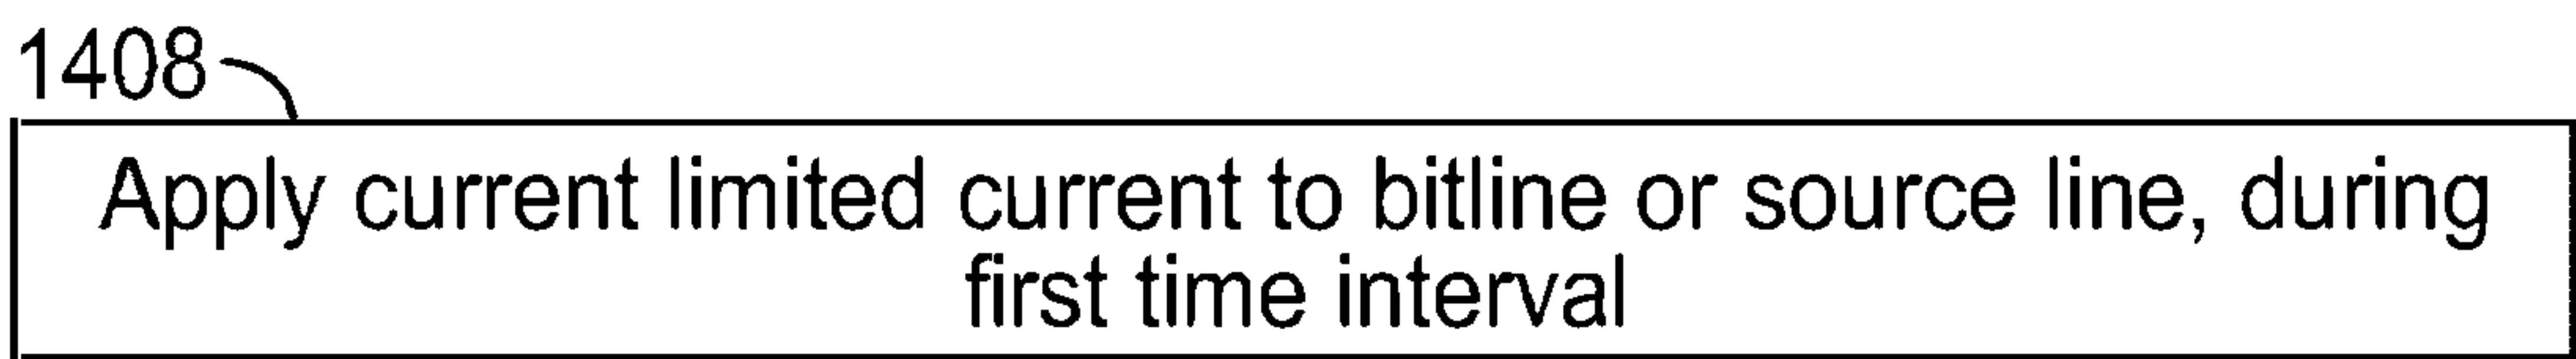 1408
Apply current limited current to bitline or source line, during
first time interval